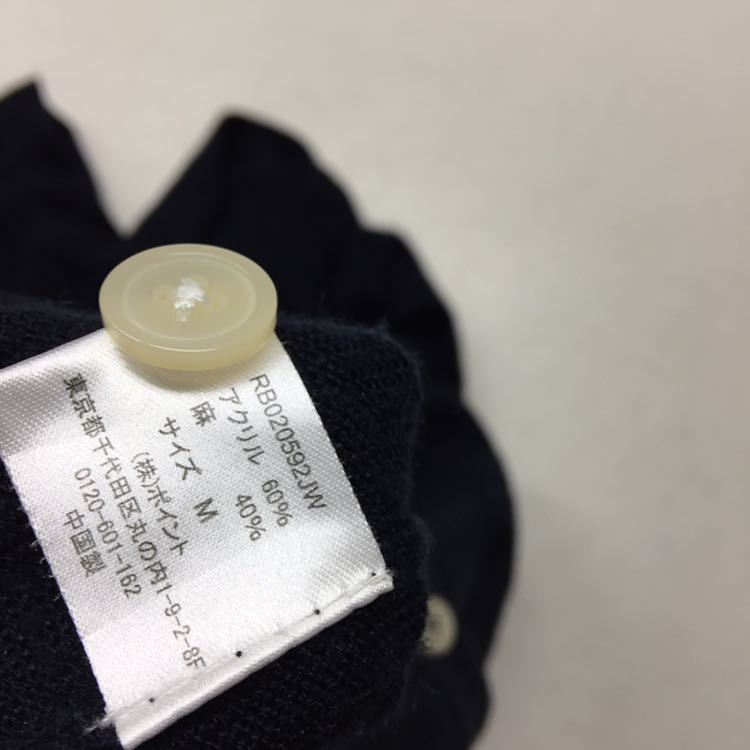 RB020592JW
アクリル 60%
麻 40%
サイズ M
(株)ポイント
東京都千代田区丸の内1-9-2-8F
0120-601-162
中国製